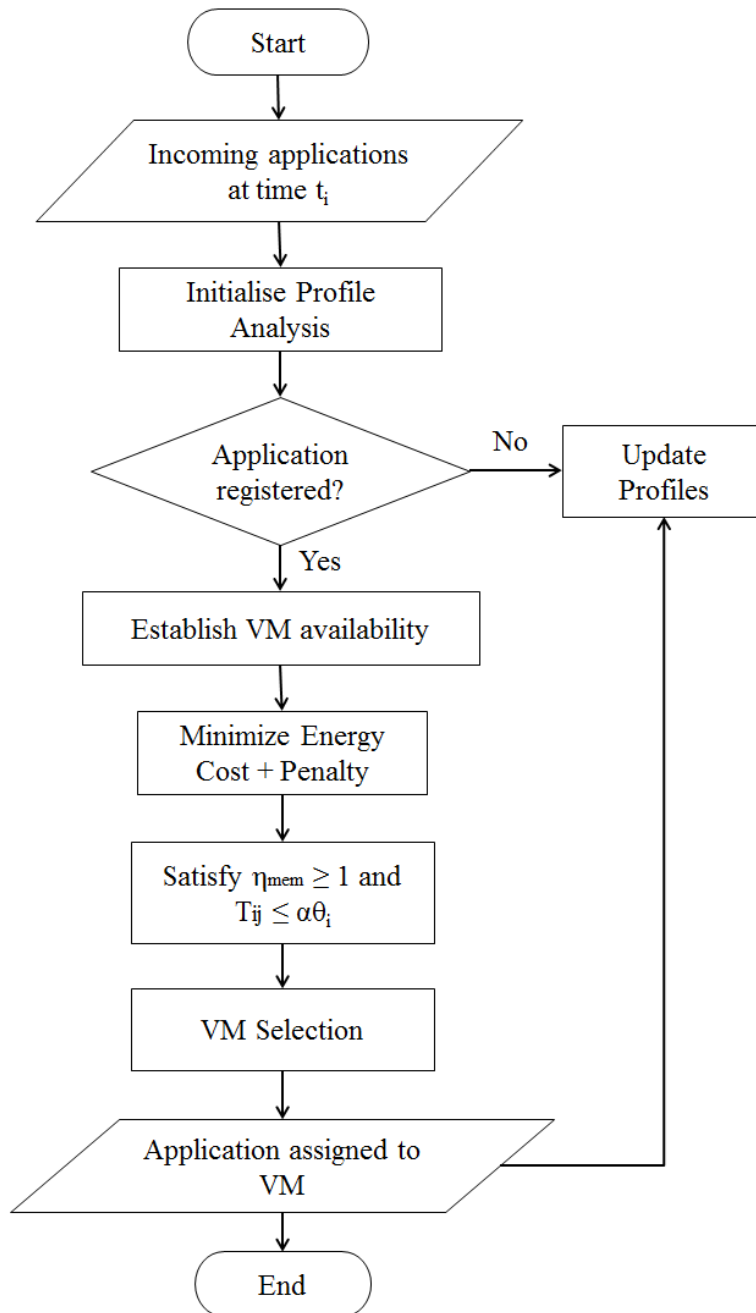 Start
Incoming applications
at time tᵢ
Initialise Profile
Analysis
Application
registered?
No
Update
Profiles
Yes
Establish VM availability
Minimize Energy
Cost + Penalty
Satisfy ηmem ≥ 1 and
Tij ≤ αθᵢ
VM Selection
Application assigned to
VM
End